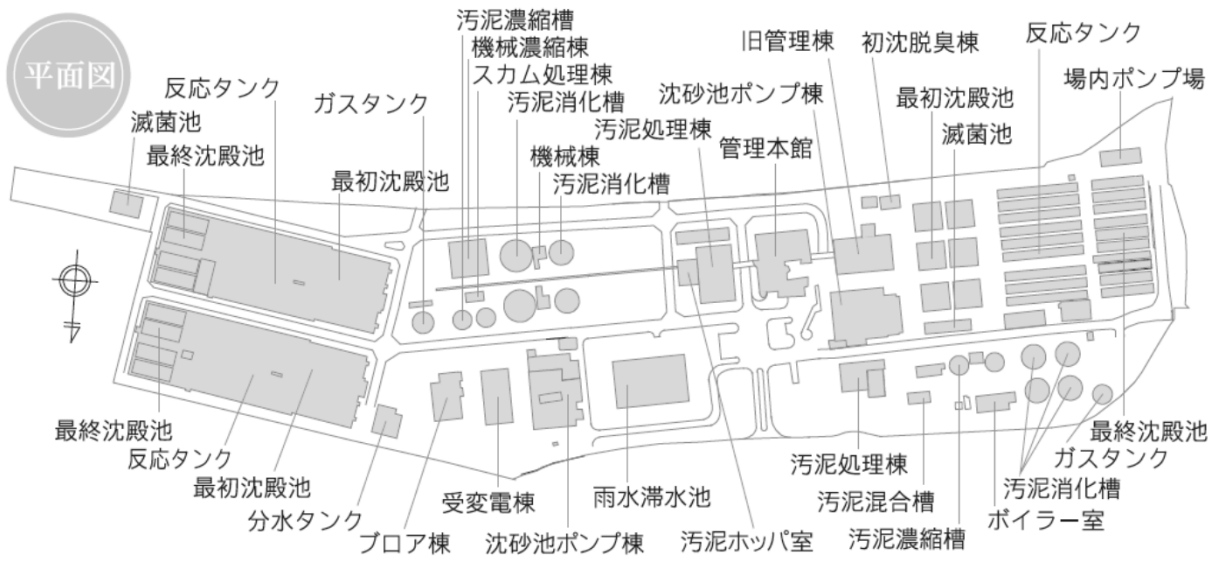 平面図
汚泥濃縮槽
機械濃縮棟
スカム処理棟
汚泥消化槽
汚泥処理棟
機械棟
汚泥消化槽
反応タンク
ガスタンク
滅菌池
最終沈殿池
最初沈殿池
沈砂池ポンプ棟
管理本館
旧管理棟
初沈脱臭棟
最初沈殿池
滅菌池
反応タンク
場内ポンプ場
最終沈殿池
反応タンク
最初沈殿池
分水タンク
ブロア棟
受変電棟
沈砂池ポンプ棟
雨水滞水池
汚泥ホッパ室
汚泥処理棟
汚泥混合槽
汚泥濃縮槽
最終沈殿池
ガスタンク
汚泥消化槽
ボイラー室